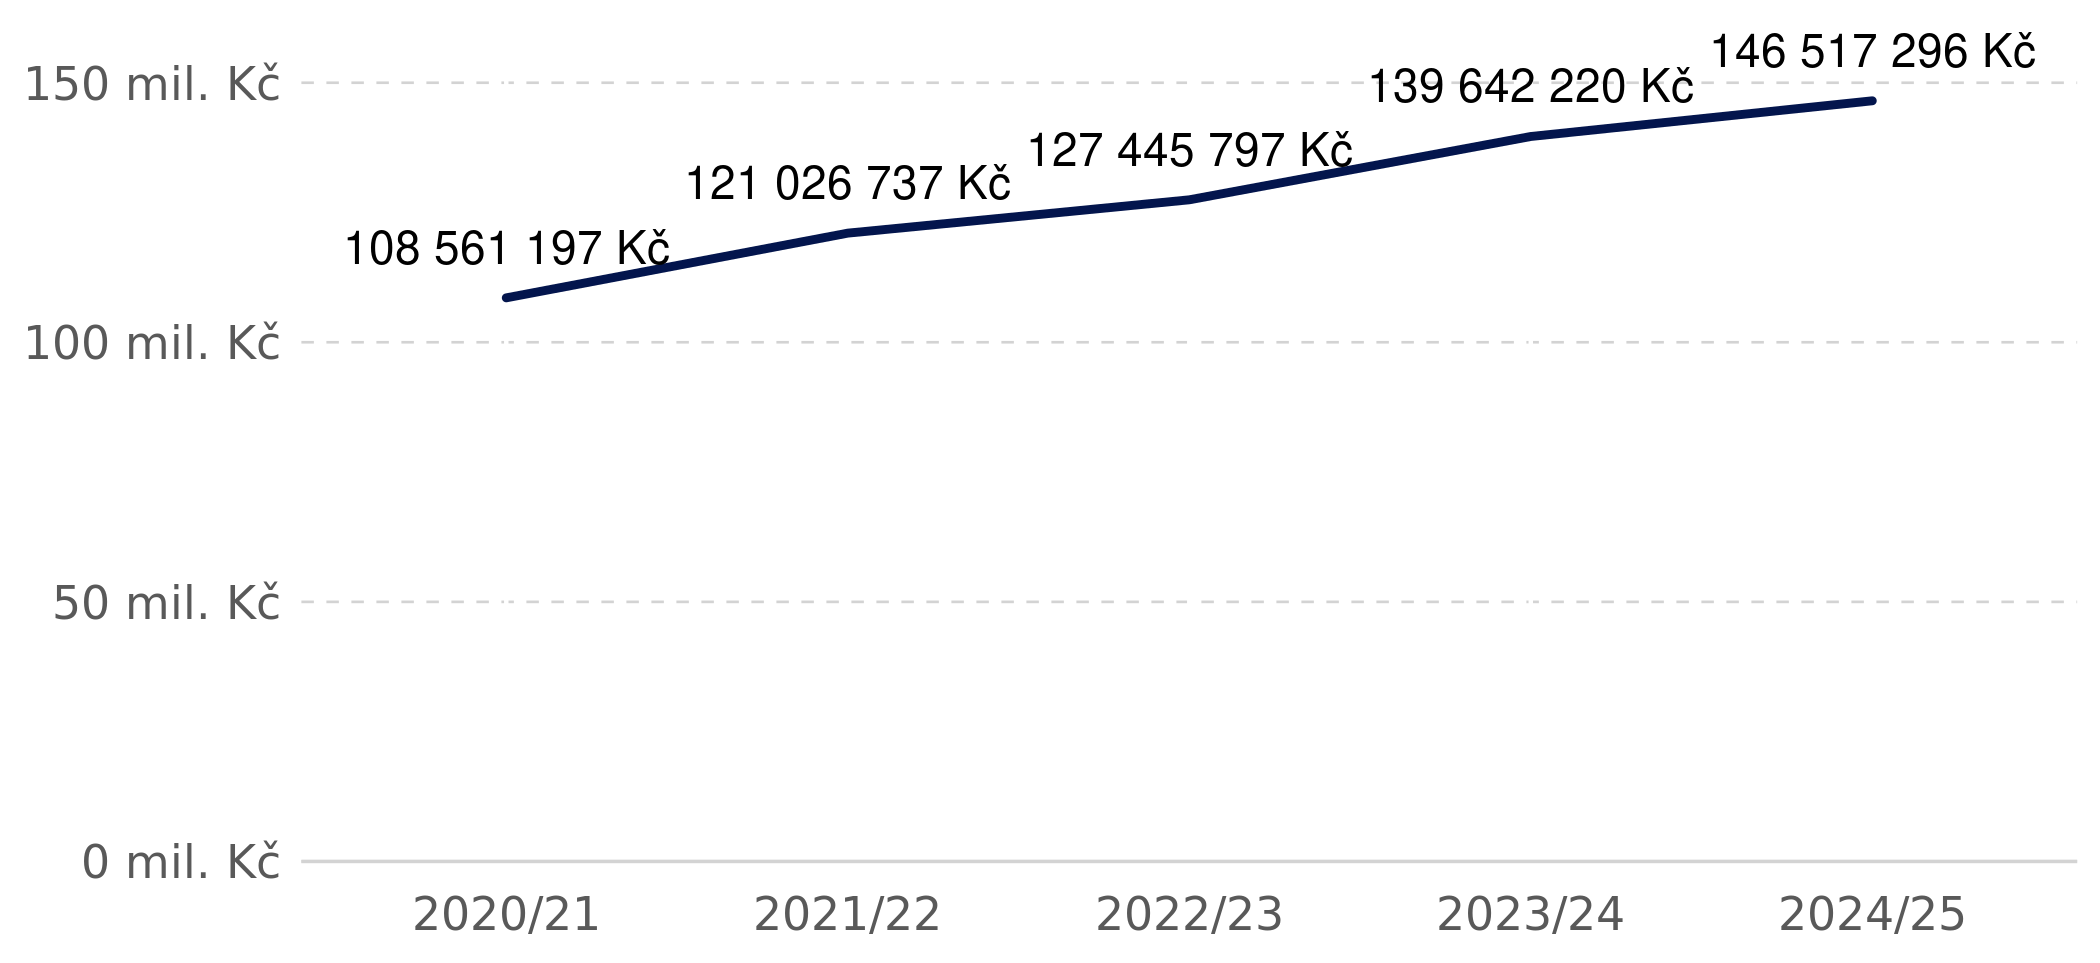 146 517 296 Kč
150 mil. Kč
139 642 220 Kč
127 445 797 Kč
121 026 737 Kč
108 561 197 Kč
100 mil. Kč
50 mil. Kč
0 mil. Kč
2020/21 2021/22 2022/23 2023/24 2024/25